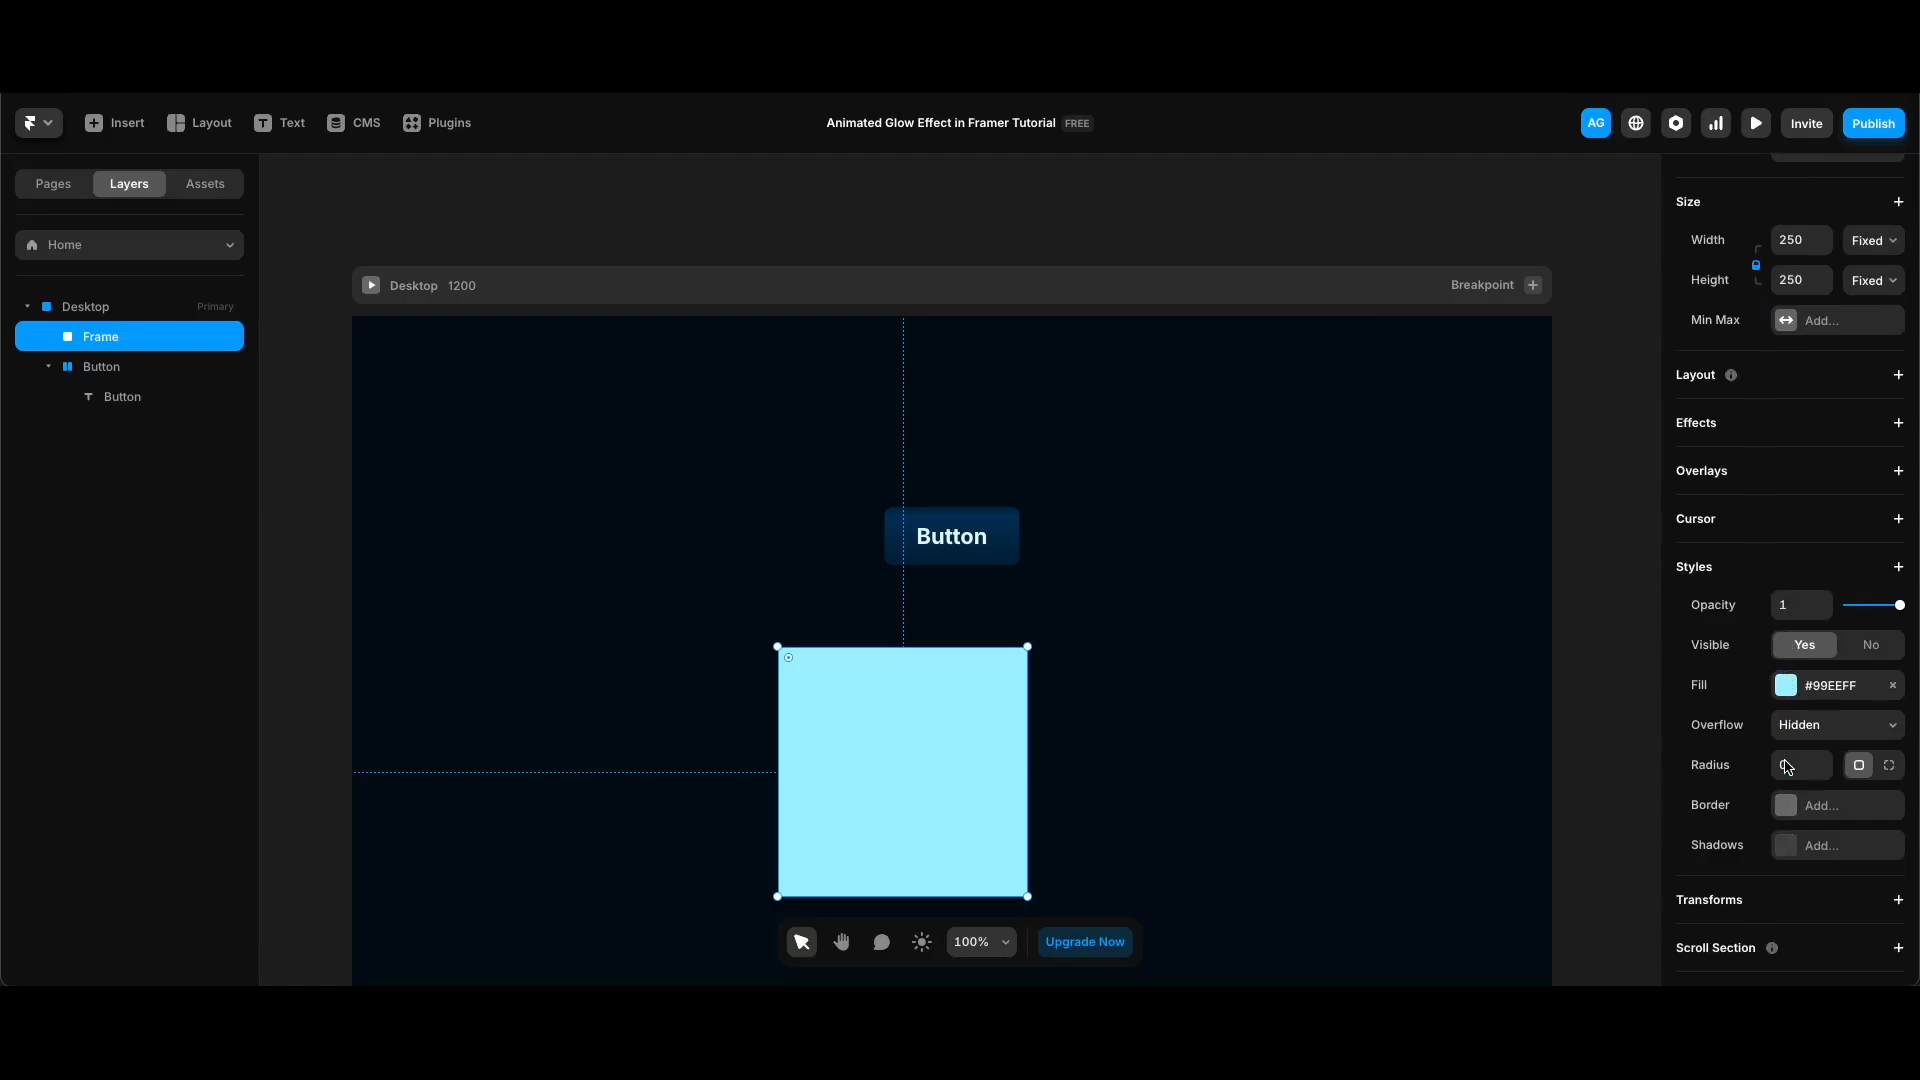 Insert Layout Text CMS Plugins
Animated Glow Effect in Framer Tutorial FREE
AG Invite Publish
Pages Layers Assets
Home
Desktop Primary
Frame
Button
Button
Desktop 1200 Breakpoint
Button
100% Upgrade Now
Size
Width 250 Fixed
Height 250 Fixed
Min Max Add...
Layout
Effects
Overlays
Cursor
Styles
Opacity 1
Visible Yes No
Fill #99EEFF
Overflow Hidden
Radius
Border Add...
Shadows Add...
Transforms
Scroll Section